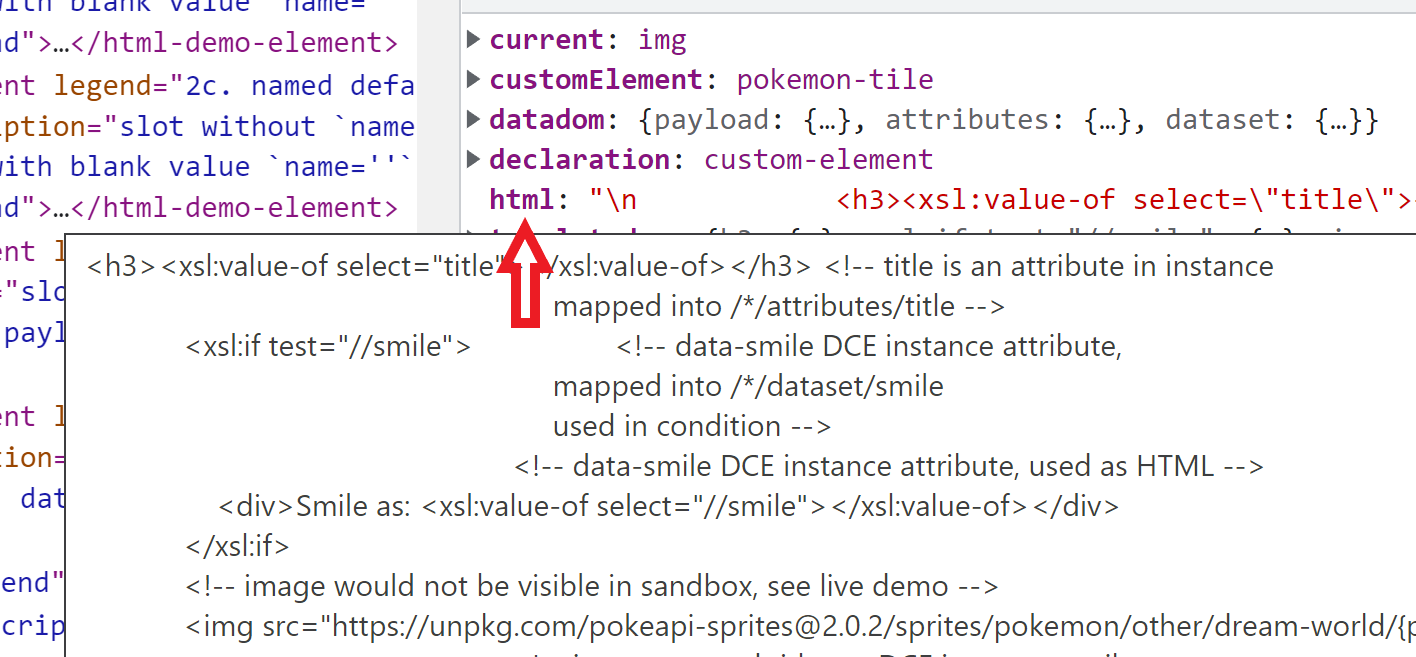 with blank value `name=
nd">…</html-demo-element>
ent legend="2c. named defa
iption="slot without `name
with blank value `name=''`
nd">…</html-demo-element>
ent l
="slo
payl
ent l
ion=
dat
end"
scrip
current: img
customElement: pokemon-tile
datadom: {payload: {…}, attributes: {…}, dataset: {…}}
declaration: custom-element
html: "\n <h3><xsl:value-of select=\"title\">
<h3><xsl:value-of select="title" /xsl:value-of></h3> <!-- title is an attribute in instance
mapped into /*/attributes/title -->
<xsl:if test="//smile"> <!-- data-smile DCE instance attribute,
mapped into /*/dataset/smile
used in condition -->
<!-- data-smile DCE instance attribute, used as HTML -->
<div>Smile as: <xsl:value-of select="//smile"></xsl:value-of></div>
</xsl:if>
<!-- image would not be visible in sandbox, see live demo -->
<img src="https://unpkg.com/pokeapi-sprites@2.0.2/sprites/pokemon/other/dream-world/{p